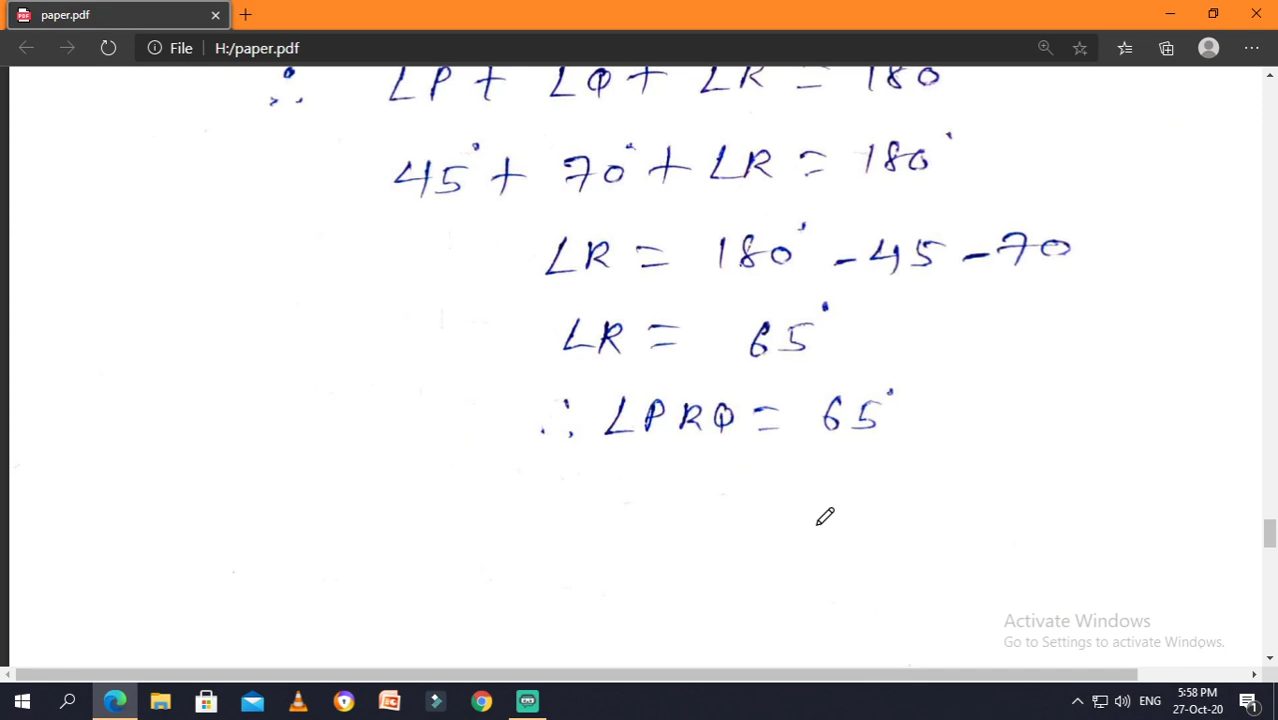 paper.pdf
File H:/paper.pdf
∴ ∠P + ∠Q + ∠R = 180
45° + 70° + ∠R = 180°
∠R = 180° - 45 - 70
∠R = 65°
∴ ∠PRQ = 65°
Activate Windows
Go to Settings to activate Windows.
ENG
5:58 PM
27-Oct-20
1